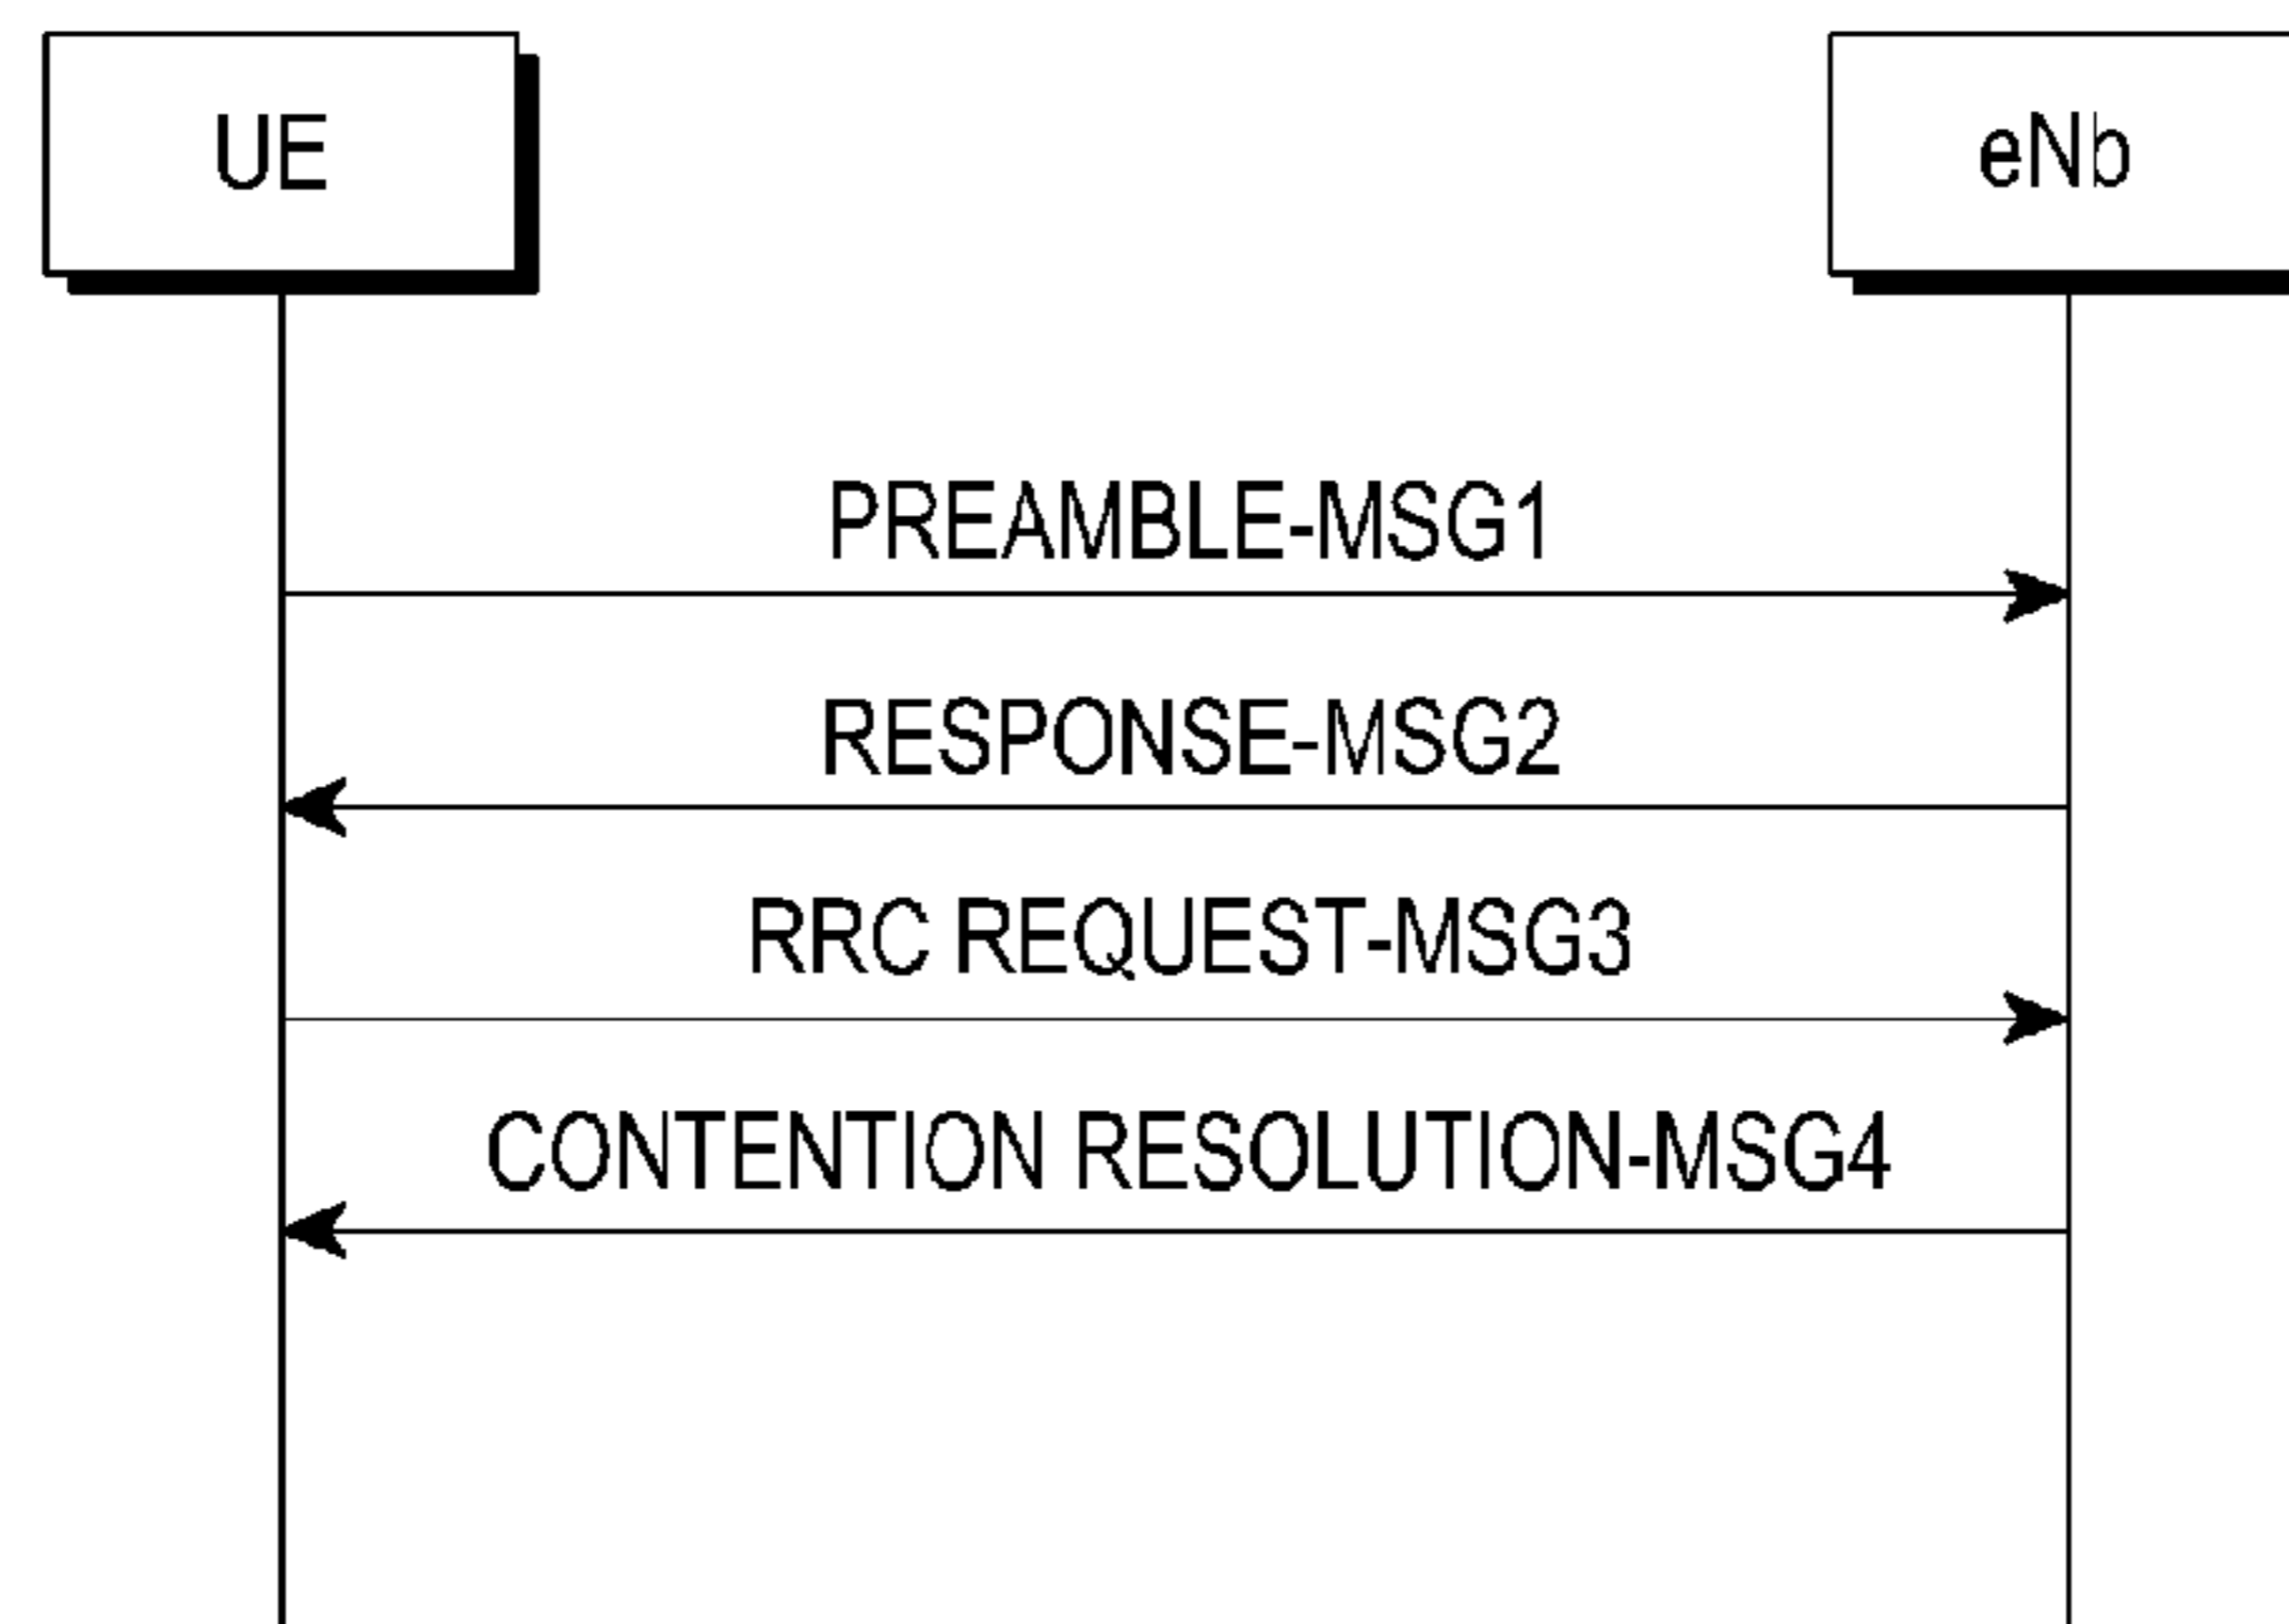 UE
eNb
PREAMBLE-MSG1
RESPONSE-MSG2
RRC REQUEST-MSG3
CONTENTION RESOLUTION-MSG4